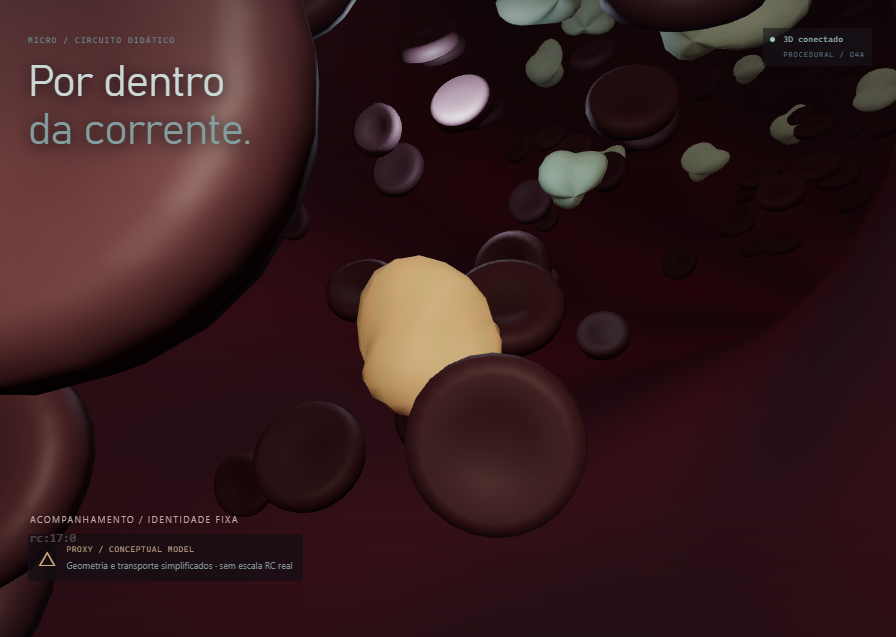 MICRO / CIRCUITO DIDÁTICO
Por dentro
da corrente.
3D conectado
PROCEDURAL / G4A
ACOMPANHAMENTO / IDENTIDADE FIXA
rc:17:0
PROXY / CONCEPTUAL MODEL
Geometria e transporte simplificados · sem escala RC real